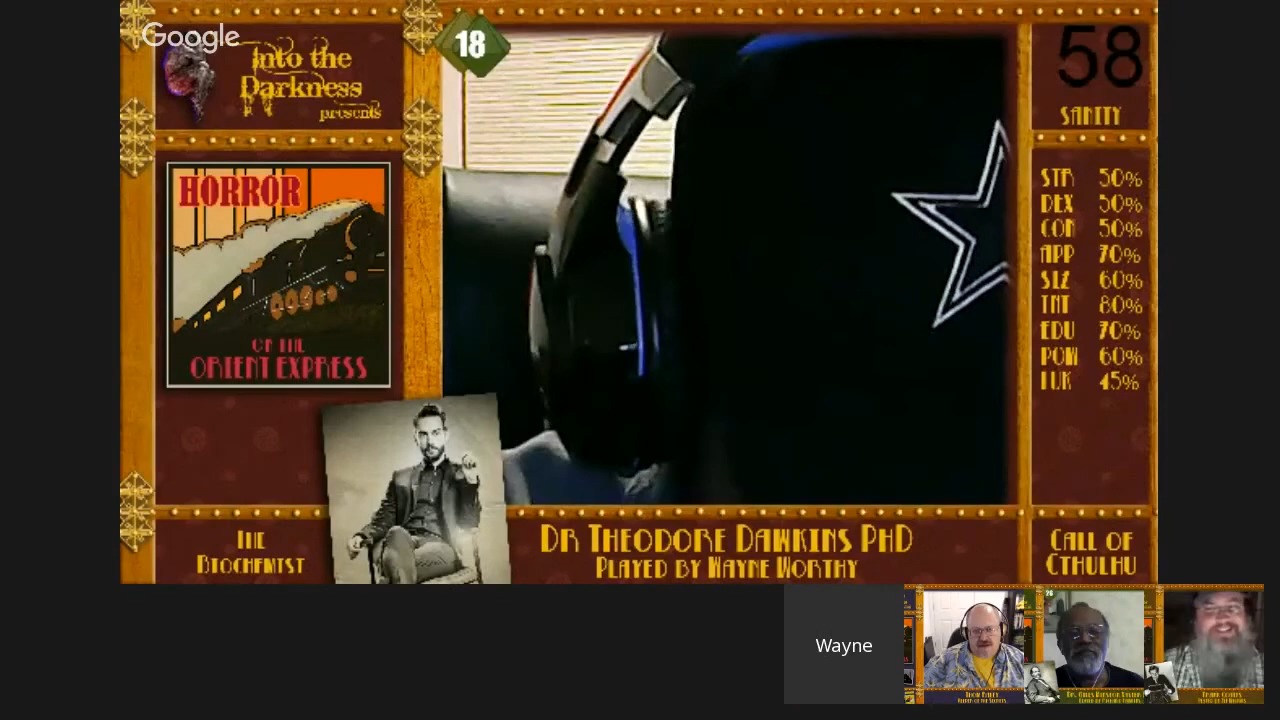 Google
Into the
Darkness
presents
18
58
SANITY
HORROR
ON THE
ORIENT EXPRESS
STR 50%
DEX 50%
CON 50%
APP 70%
SIZ 60%
INT 80%
EDU 70%
POW 60%
LUK 45%
THE
BIOCHEMIST
DR THEODORE DAWKINS PHD
PLAYED BY WAYNE WORTHY
CALL OF
CTHULHU
Wayne